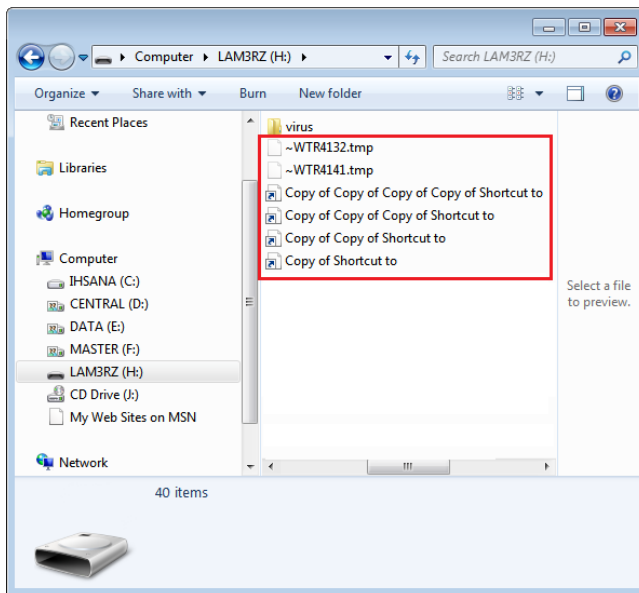 Computer LAM3RZ (H:)
Search LAM3RZ (H:)
Organize Share with Burn New folder
Recent Places
Libraries
Homegroup
Computer
IHSANA (C:)
CENTRAL (D:)
DATA (E:)
MASTER (F:)
LAM3RZ (H:)
CD Drive (J:)
My Web Sites on MSN
Network
virus
~WTR4132.tmp
~WTR4141.tmp
Copy of Copy of Copy of Copy of Shortcut to
Copy of Copy of Copy of Shortcut to
Copy of Copy of Shortcut to
Copy of Shortcut to
Select a file
to preview.
40 items